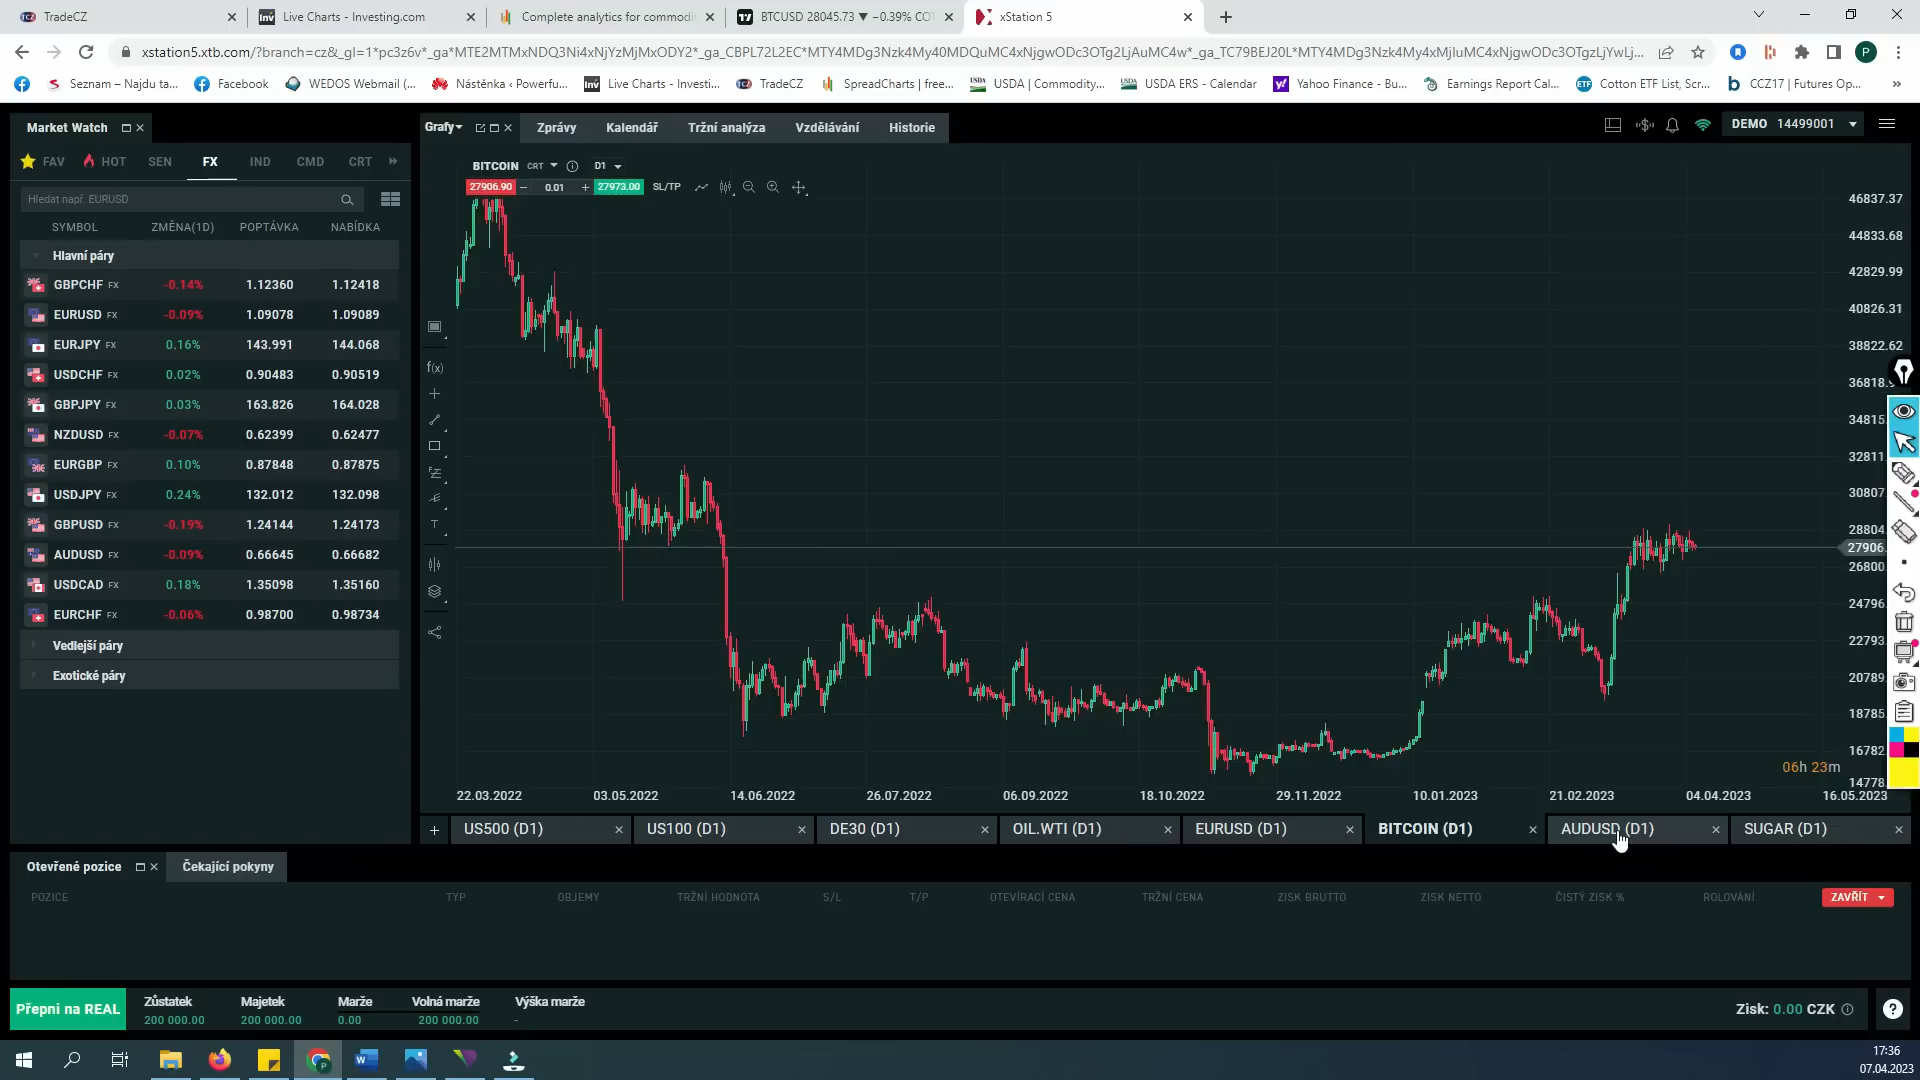 TradeCZ
Live Charts - Investing.com
Complete analytics for commodi
BTCUSD 28045.73 ▼ −0.39% CO
xStation 5
xstation5.xtb.com/?branch=cz&_gl=1*pc3z6v*_ga*MTE2MTMxNDQ3Ni4xNjYzMjMxODY2*_ga_CBPL72L2EC*MTY4MDg3Nzk4My40MDQuMC4xNjgwODc3OTg2LjAuMC4w*_ga_TC79BEJ20L*MTY4MDg3Nzk4My4xMjIuMC4xNjgwODc3OTgzLjYwLj...
Seznam – Najdu ta...
Facebook
WEDOS Webmail (...
Nástěnka ‹ Powerfu...
Live Charts - Investi...
TradeCZ
SpreadCharts | free...
USDA | Commodity...
USDA ERS - Calendar
Yahoo Finance - Bu...
Earnings Report Cal...
Cotton ETF List, Scr...
CCZ17 | Futures Op...
Market Watch
FAV HOT SEN FX IND CMD CRT
Hledat např. EURUSD
SYMBOL ZMĚNA(1D) POPTÁVKA NABÍDKA
Hlavní páry
GBPCHF FX -0.14% 1.12360 1.12418
EURUSD FX -0.09% 1.09078 1.09089
EURJPY FX 0.16% 143.991 144.068
USDCHF FX 0.02% 0.90483 0.90519
GBPJPY FX 0.03% 163.826 164.028
NZDUSD FX -0.07% 0.62399 0.62477
EURGBP FX 0.10% 0.87848 0.87875
USDJPY FX 0.24% 132.012 132.098
GBPUSD FX -0.19% 1.24144 1.24173
AUDUSD FX -0.09% 0.66645 0.66682
USDCAD FX 0.18% 1.35098 1.35160
EURCHF FX -0.06% 0.98700 0.98734
Vedlejší páry
Exotické páry
Grafy Zprávy Kalendář Tržní analýza Vzdělávání Historie
DEMO 14499001
BITCOIN CRT D1
27906.90 − 0.01 + 27973.00 SL/TP
f(x)
T
46837.37
44833.68
42829.99
40826.31
38822.62
36818.
34815.
32811.
30807.
28804.
27906.
26800.
24796.
22793.
20789.
18785.
16782.
14778.
06h 23m
22.03.2022 03.05.2022 14.06.2022 26.07.2022 06.09.2022 18.10.2022 29.11.2022 10.01.2023 21.02.2023 04.04.2023 16.05.2023
US500 (D1) US100 (D1) DE30 (D1) OIL.WTI (D1) EURUSD (D1) BITCOIN (D1) AUDUSD (D1) SUGAR (D1)
Otevřené pozice Čekající pokyny
POZICE TYP OBJEMY TRŽNÍ HODNOTA S/L T/P OTEVÍRACÍ CENA TRŽNÍ CENA ZISK BRUTTO ZISK NETTO ČISTÝ ZISK % ROLOVÁNÍ ZAVŘÍT
Přepni na REAL
Zůstatek Majetek Marže Volná marže Výška marže
200 000.00 200 000.00 0.00 200 000.00 -
Zisk: 0.00 CZK
17:36
07.04.2023